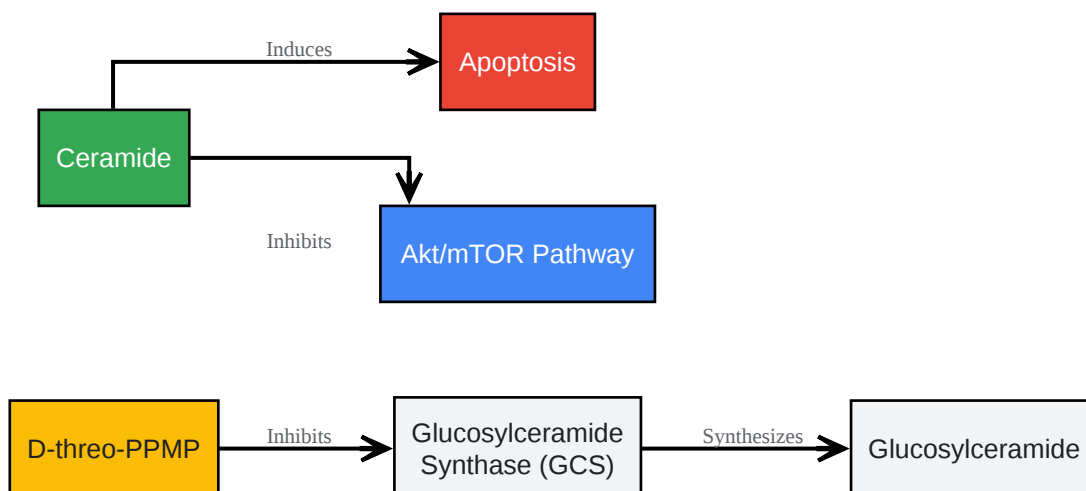 Induces
Apoptosis
Ceramide
Inhibits
Akt/mTOR Pathway
D-threo-PPMP
Inhibits
Glucosylceramide
Synthase (GCS)
Synthesizes
Glucosylceramide